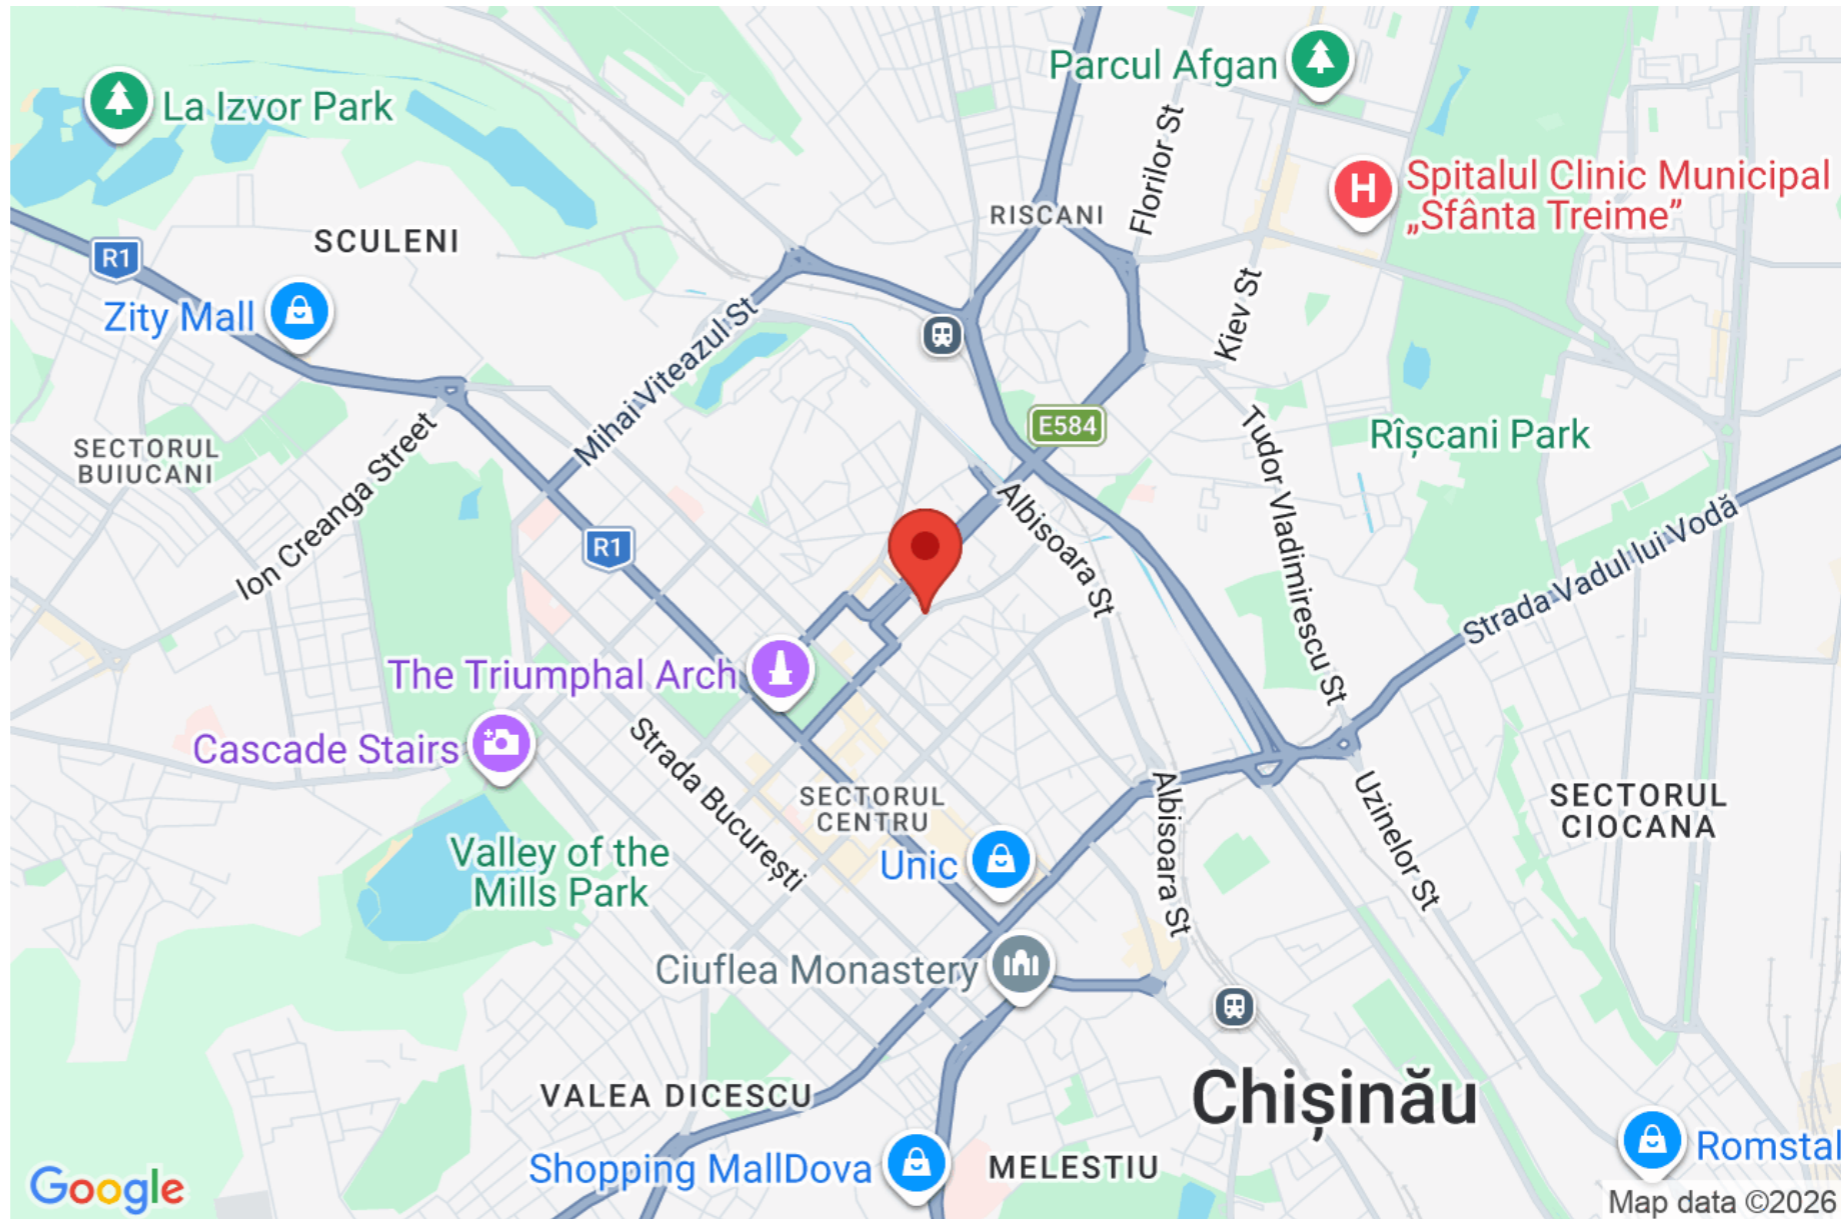 Parcul Afgan
La Izvor Park
Florilor St
Spitalul Clinic Municipal
„Sfânta Treime”
RISCANI
SCULENI
R1
Zity Mall
Mihai Viteazul St
Kiev St
E584
Rîșcani Park
SECTORUL
BUIUCANI
Ion Creanga Street
Tudor Vladimirescu St
Albisoara St
R1
Strada Vadul lui Vodă
The Triumphal Arch
Cascade Stairs
Strada București
SECTORUL
CENTRU
Albisoara St
Uzinelor St
SECTORUL
CIOCANA
Valley of the
Mills Park
Unic
Ciuflea Monastery
VALEA DICESCU
Chișinău
Shopping MallDova
MELESTIU
Romstal
Google
Map data ©2026